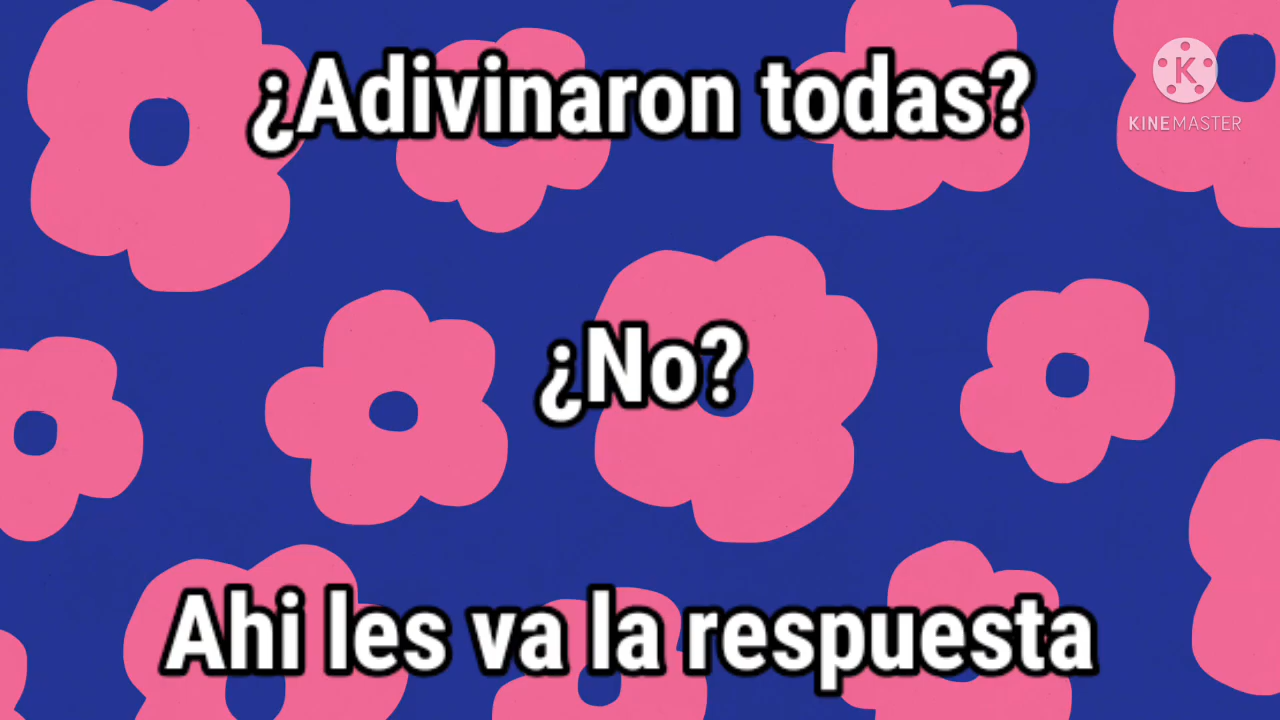 ¿Adivinaron todas?
K
KINEMASTER
¿No?
Ahi les va la respuesta